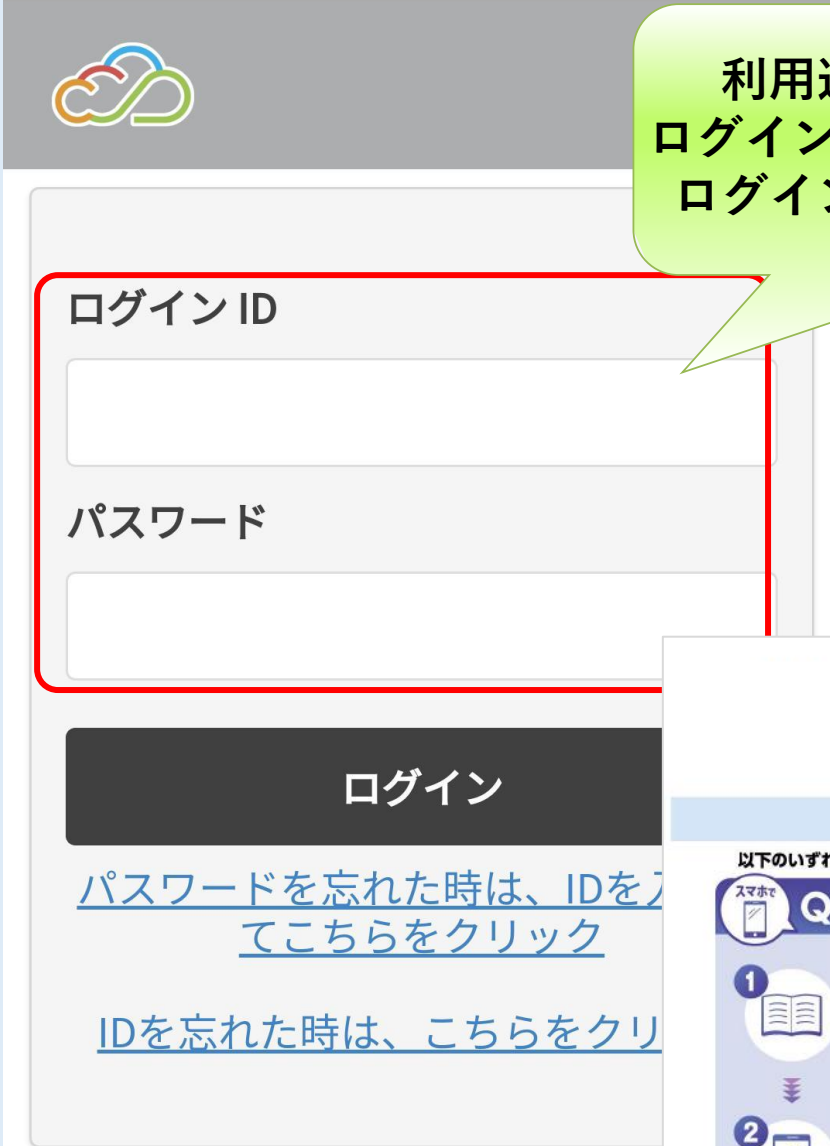 利用
ログイン
ログイン
ログイン ID
パスワード
ログイン
パスワードを忘れた時は、IDを
てこちらをクリック
IDを忘れた時は、こちらをクリ
以下のいずれ
スマホで
Q
1
2